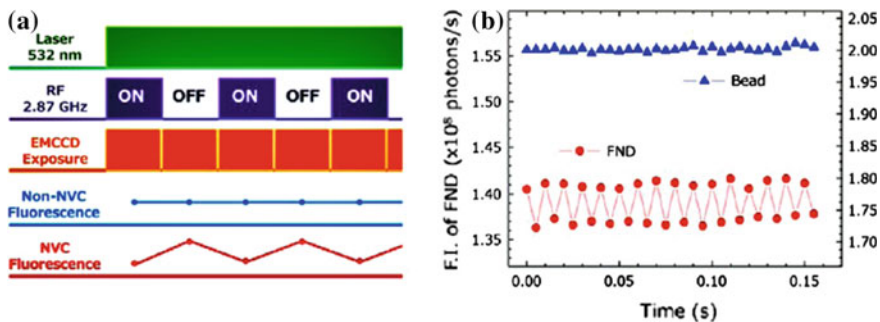 (a)
Laser
532 nm
RF
2.87 GHz
ON OFF ON OFF ON
EMCCD
Exposure
Non-NVC
Fluorescence
NVC
Fluorescence
(b)
F.I. of FND (x10⁸ photons/s)
1.55
1.50
1.45
1.40
1.35
2.05
2.00
1.95
1.90
1.85
1.80
1.75
1.70
Bead
FND
0.00 0.05 0.10 0.15
Time (s)